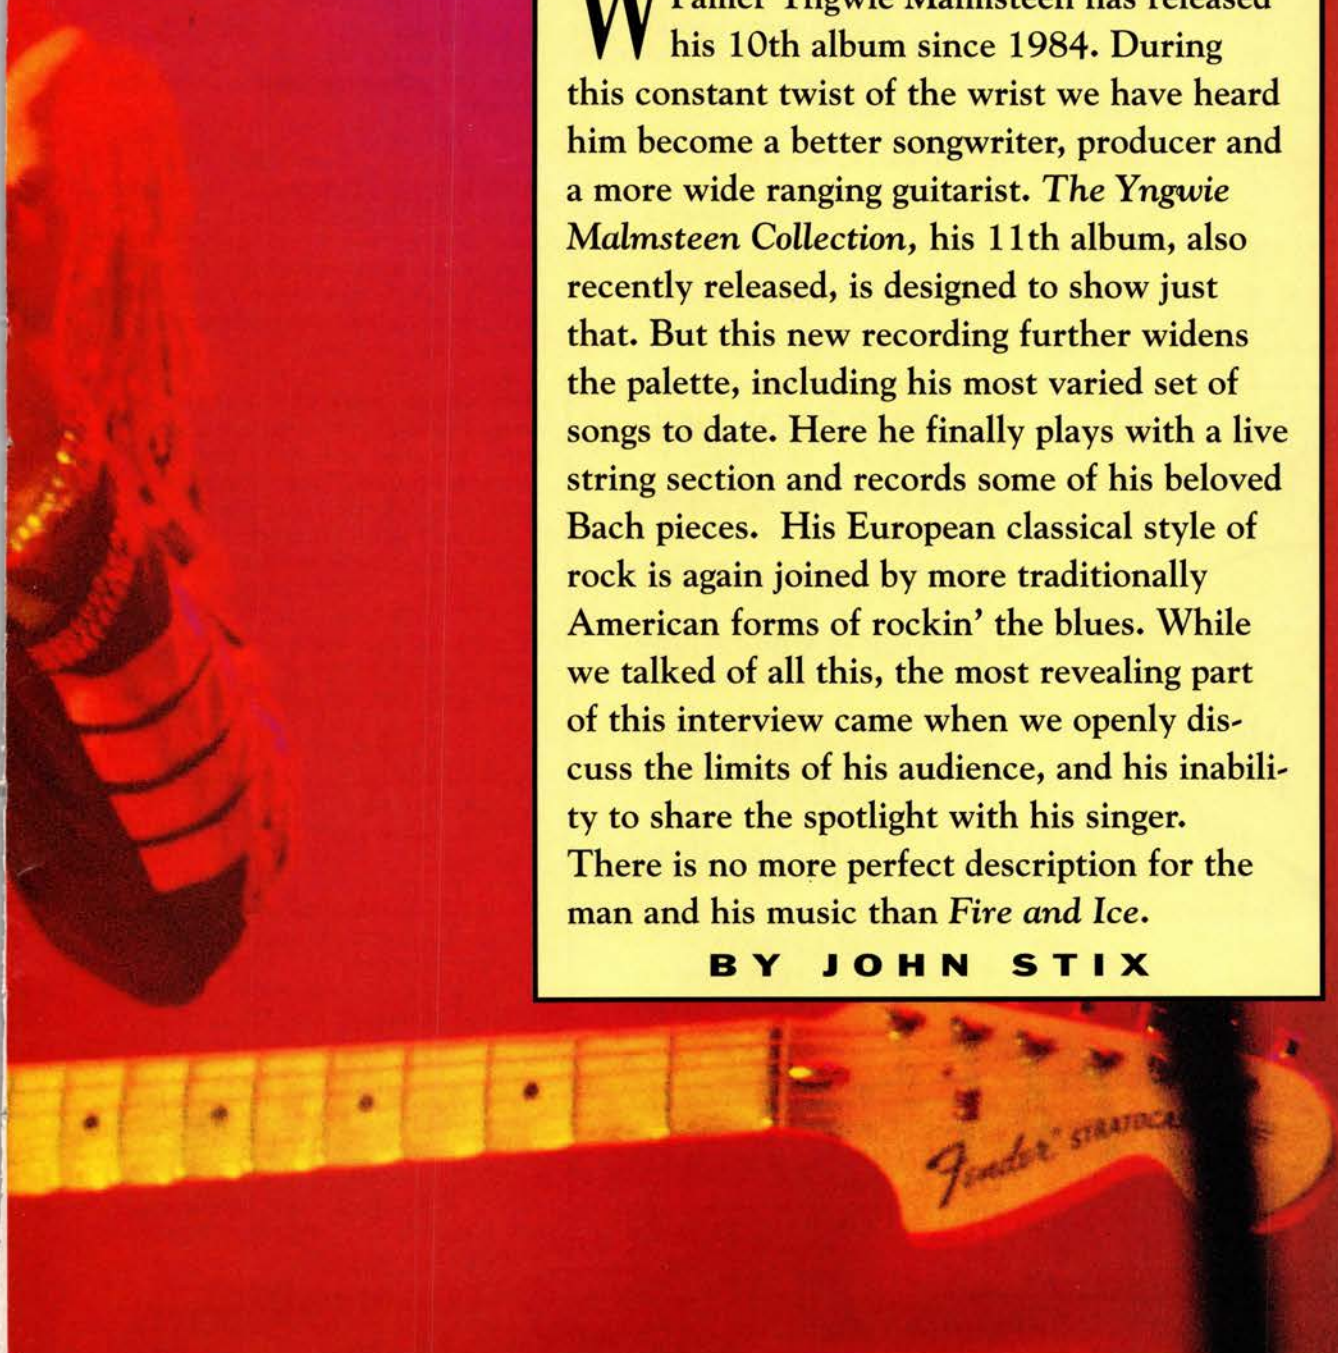 W
Yngwie Malmsteen has released
his 10th album since 1984. During
this constant twist of the wrist we have heard
him become a better songwriter, producer and
a more wide ranging guitarist. The Yngwie
Malmsteen Collection, his 11th album, also
recently released, is designed to show just
that. But this new recording further widens
the palette, including his most varied set of
songs to date. Here he finally plays with a live
string section and records some of his beloved
Bach pieces. His European classical style of
rock is again joined by more traditionally
American forms of rockin' the blues. While
we talked of all this, the most revealing part
of this interview came when we openly dis-
cuss the limits of his audience, and his inabili-
ty to share the spotlight with his singer.
There is no more perfect description for the
man and his music than Fire and Ice.
BY JOHN STIX
Fender STRATOCA